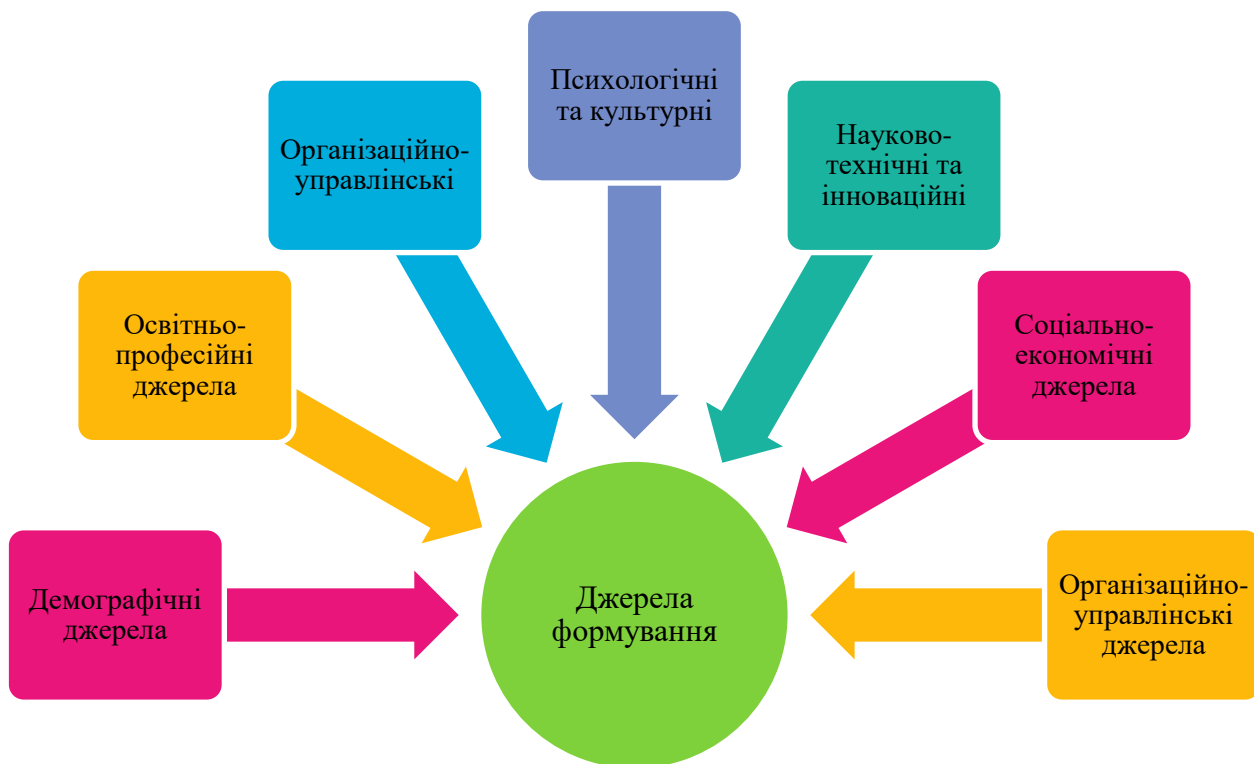 Психологічні
та культурні
Організаційно-
управлінські
Науково-
технічні та
інноваційні
Освітньо-
професійні
джерела
Соціально-
економічні
джерела
Демографічні
джерела
Джерела
формування
Організаційно-
управлінські
джерела